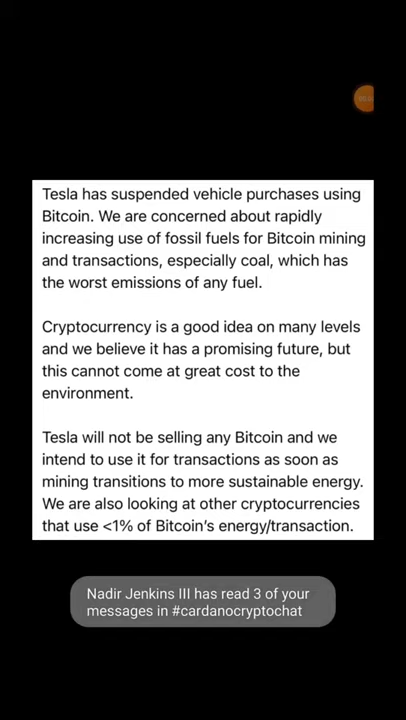 Tesla has suspended vehicle purchases using
Bitcoin. We are concerned about rapidly
increasing use of fossil fuels for Bitcoin mining
and transactions, especially coal, which has
the worst emissions of any fuel.
Cryptocurrency is a good idea on many levels
and we believe it has a promising future, but
this cannot come at great cost to the
environment.
Tesla will not be selling any Bitcoin and we
intend to use it for transactions as soon as
mining transitions to more sustainable energy.
We are also looking at other cryptocurrencies
that use <1% of Bitcoin's energy/transaction.
Nadir Jenkins III has read 3 of your
messages in #cardanocryptochat